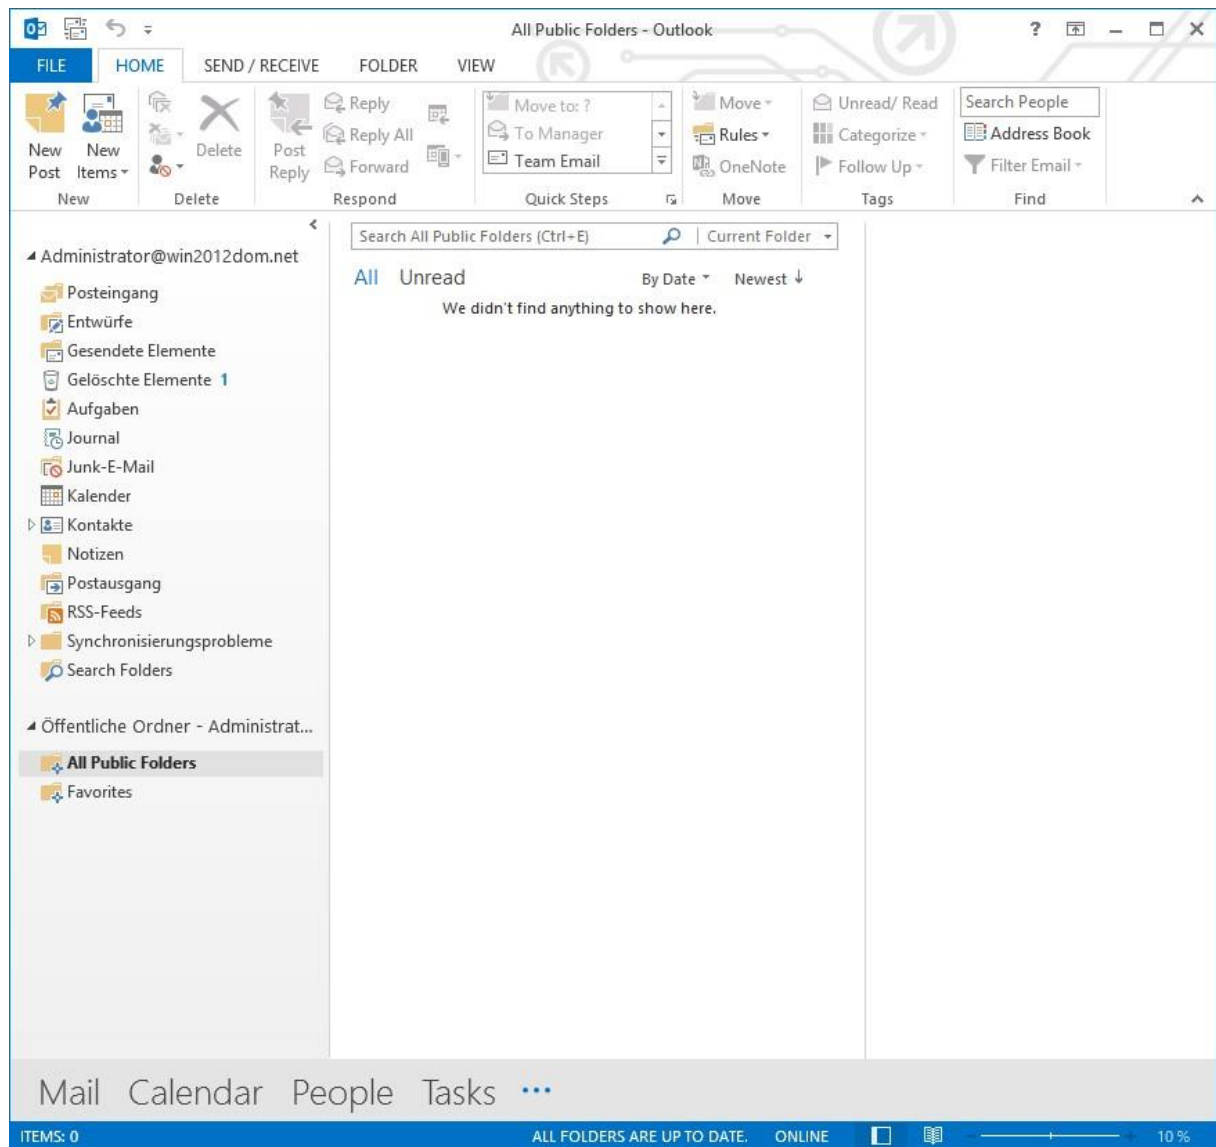 All Public Folders - Outlook
FILE HOME SEND / RECEIVE FOLDER VIEW
New Post
New Items
Delete
Post Reply
Reply
Reply All
Forward
Move to: ?
To Manager
Team Email
Move
Rules
OneNote
Unread/ Read
Categorize
Follow Up
Search People
Address Book
Filter Email
New Delete Respond Quick Steps Move Tags Find
Administrator@win2012dom.net
Posteingang
Entwürfe
Gesendete Elemente
Gelöschte Elemente 1
Aufgaben
Journal
Junk-E-Mail
Kalender
Kontakte
Notizen
Postausgang
RSS-Feeds
Synchronisierungsprobleme
Search Folders
Öffentliche Ordner - Administrat...
All Public Folders
Favorites
Search All Public Folders (Ctrl+E) Current Folder
All Unread By Date Newest
We didn't find anything to show here.
Mail Calendar People Tasks ...
ITEMS: 0 ALL FOLDERS ARE UP TO DATE. ONLINE 10 %